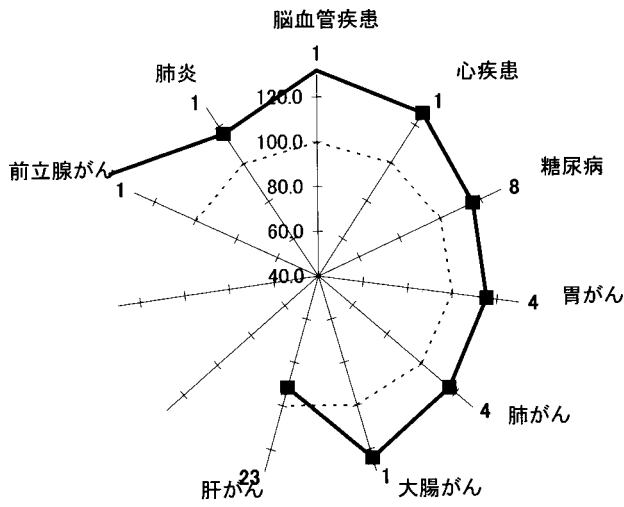 脳血管疾患
1
肺炎
1
心疾患
1
120.0
100.0
前立腺がん
1
糖尿病
8
80.0
60.0
40.0
胃がん
4
肺がん
4
大腸がん
1
肝がん
23